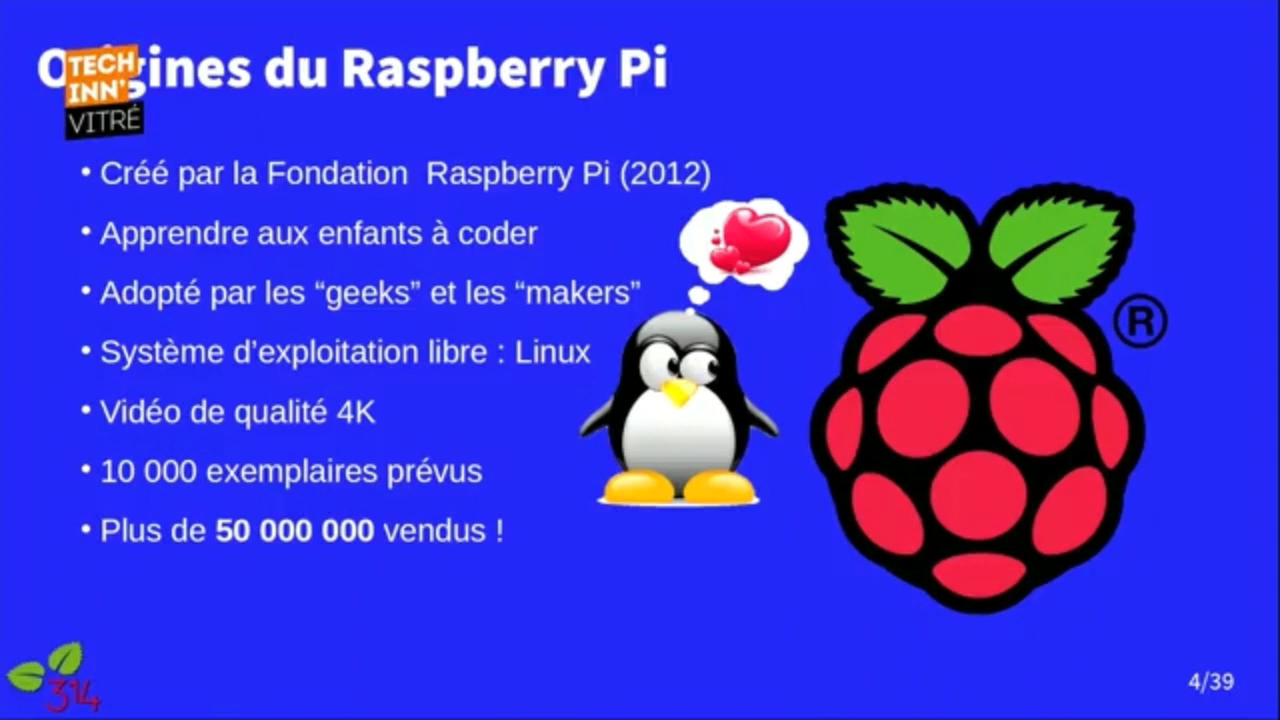 Origines du Raspberry Pi
TECH
INN'
VITRÉ
• Créé par la Fondation  Raspberry Pi (2012)
• Apprendre aux enfants à coder
• Adopté par les “geeks” et les “makers”
• Système d’exploitation libre : Linux
• Vidéo de qualité 4K
• 10 000 exemplaires prévus
• Plus de 50 000 000 vendus !
®
314
4/39